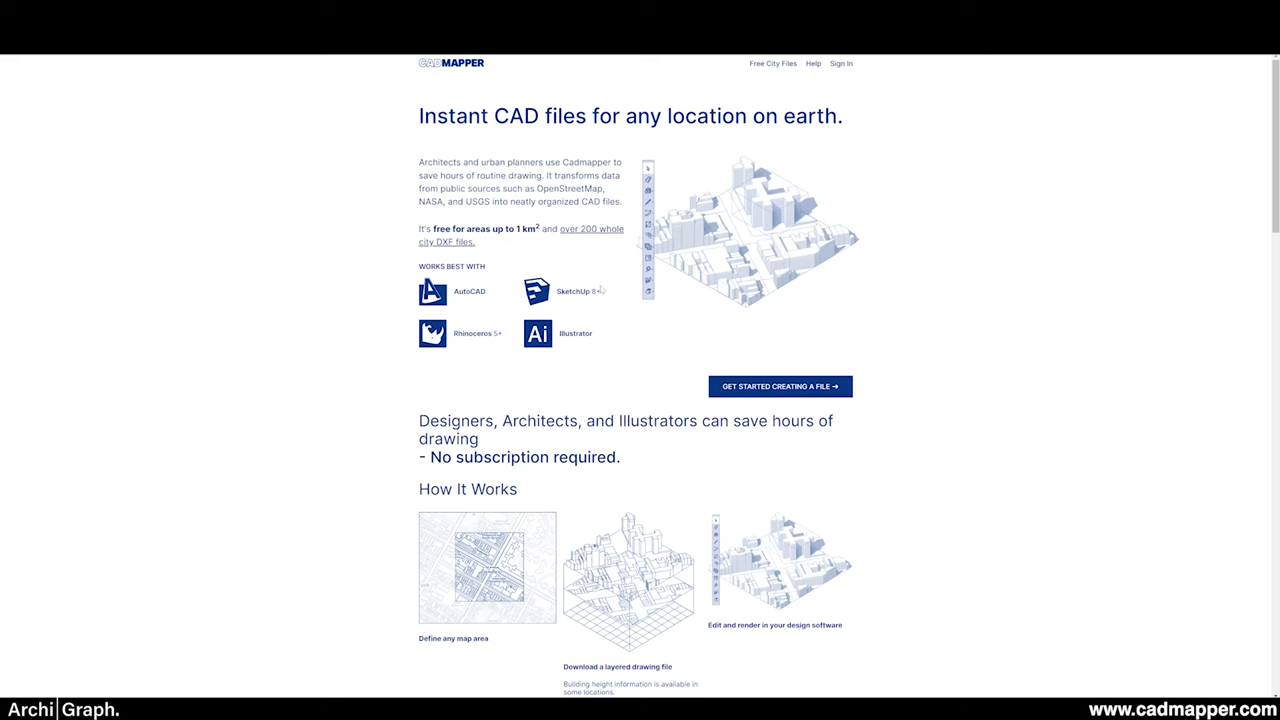 CADMAPPER
Free City Files Help Sign In
Instant CAD files for any location on earth.
Architects and urban planners use Cadmapper to
save hours of routine drawing. It transforms data
from public sources such as OpenStreetMap,
NASA, and USGS into neatly organized CAD files.
It's free for areas up to 1 km² and over 200 whole
city DXF files.
WORKS BEST WITH
AutoCAD
SketchUp 8+
Rhinoceros 5+
Ai Illustrator
GET STARTED CREATING A FILE →
Designers, Architects, and Illustrators can save hours of
drawing
- No subscription required.
How It Works
Define any map area
Download a layered drawing file
Building height information is available in
some locations.
Edit and render in your design software
Archi|Graph.
www.cadmapper.com